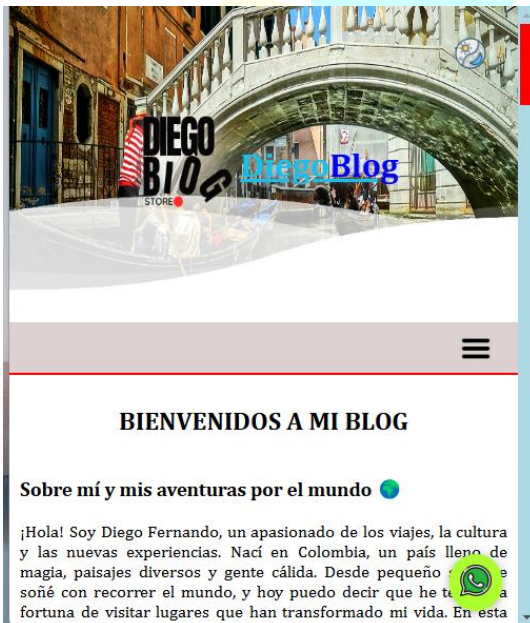 DIEGO
BlOG
STORE
DiegoBlog
BIENVENIDOS A MI BLOG
Sobre mí y mis aventuras por el mundo
¡Hola! Soy Diego Fernando, un apasionado de los viajes, la cultura
y las nuevas experiencias. Nací en Colombia, un país lleno de
magia, paisajes diversos y gente cálida. Desde pequeño
soñé con recorrer el mundo, y hoy puedo decir que he
fortuna de visitar lugares que han transformado mi vida. En esta